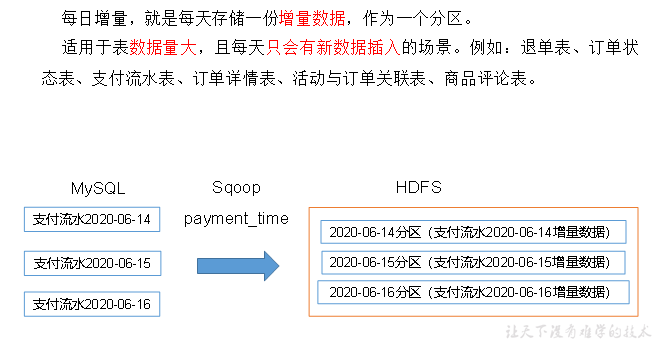 每日增量，就是每天存储一份增量数据，作为一个分区。
适用于表数据量大，且每天只会有新数据插入的场景。例如：退单表、订单状
态表、支付流水表、订单详情表、活动与订单关联表、商品评论表。
MySQL
Sqoop
HDFS
支付流水2020-06-14
payment_time
2020-06-14分区（支付流水2020-06-14增量数据）
支付流水2020-06-15
2020-06-15分区（支付流水2020-06-15增量数据）
支付流水2020-06-16
2020-06-16分区（支付流水2020-06-16增量数据）
让天下没有难学的技术